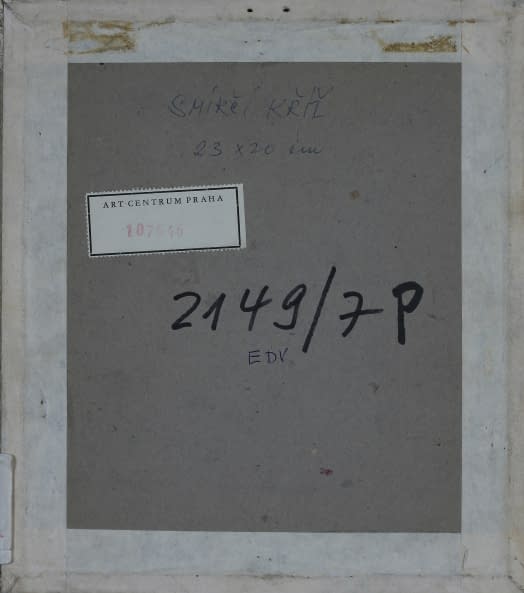 SMÍRČÍ KŘÍŽ
23 x 20 cm
ART CENTRUM PRAHA
2149/7P
EDV